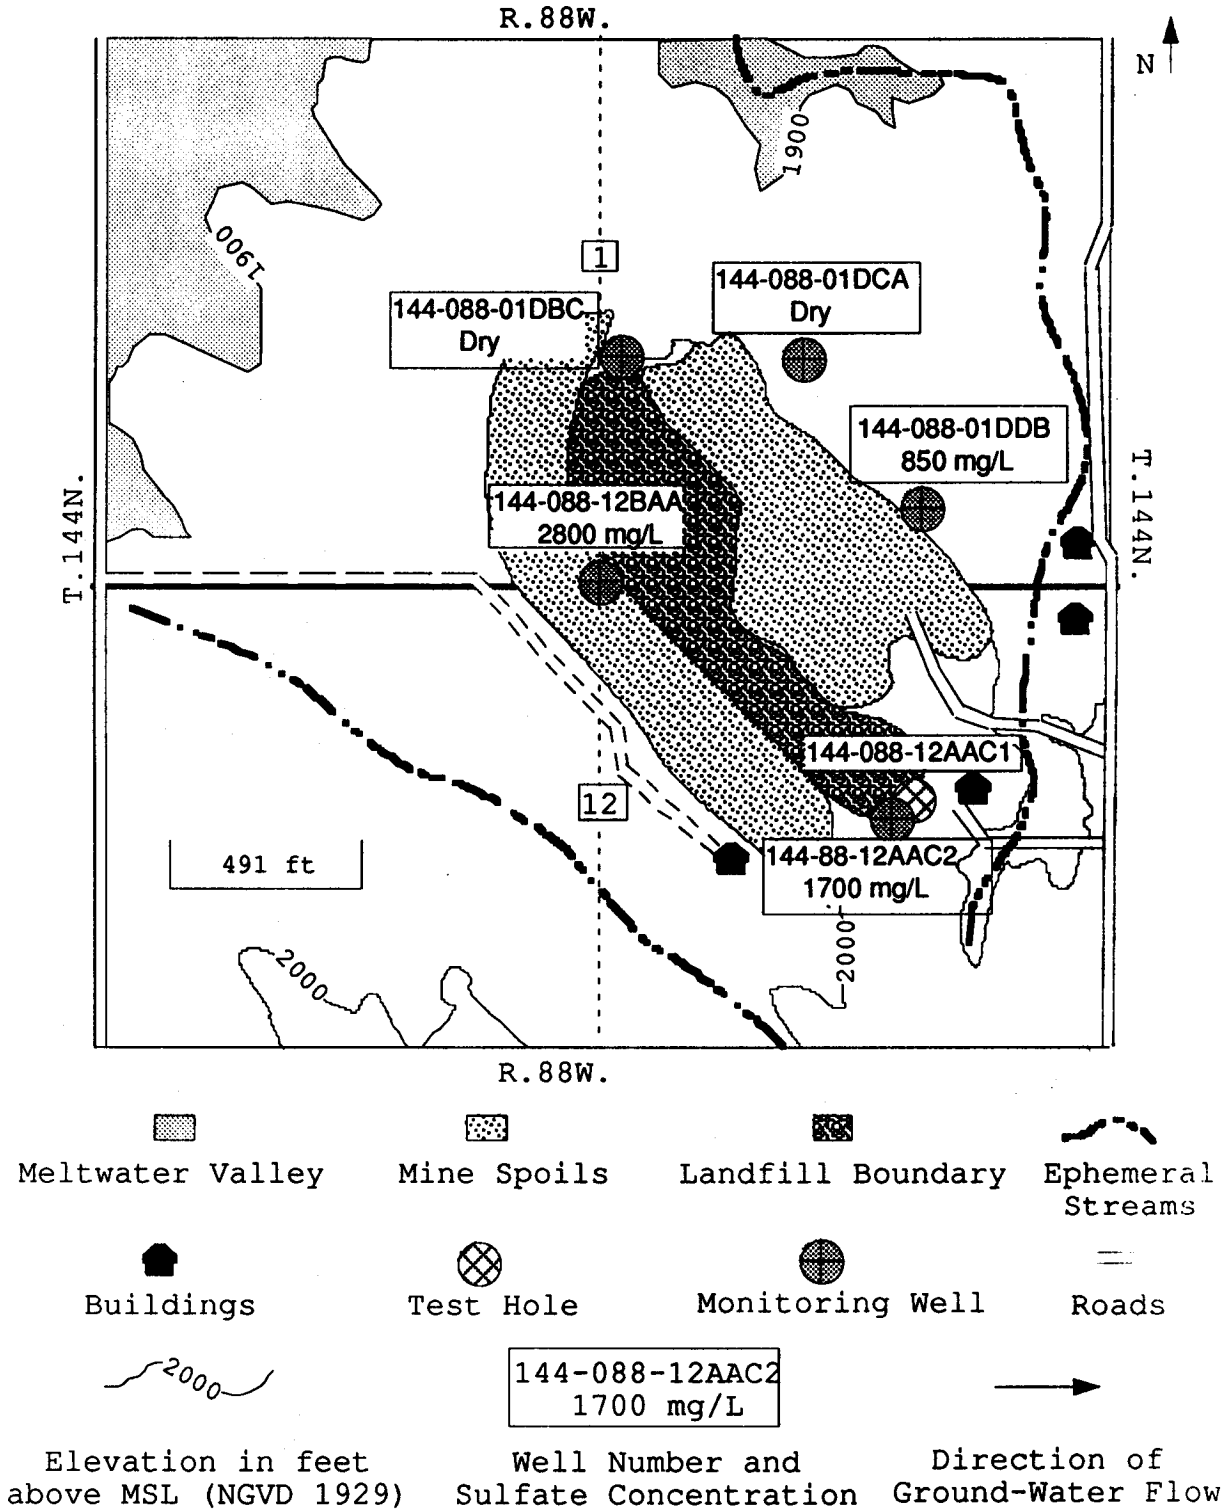 R.88W.
N
1900
1900
1
144-088-01DCA
Dry
144-088-01DBC
Dry
144-088-01DDB
850 mg/L
T.144N.
T.144N.
144-088-12BAA
2800 mg/L
144-088-12AAC1
12
144-88-12AAC2
1700 mg/L
491 ft
2000
2000
R.88W.
Meltwater Valley
Mine Spoils
Landfill Boundary
Ephemeral
Streams
Buildings
Test Hole
Monitoring Well
Roads
2000
144-088-12AAC2
1700 mg/L
Elevation in feet
above MSL (NGVD 1929)
Well Number and
Sulfate Concentration
Direction of
Ground-Water Flow